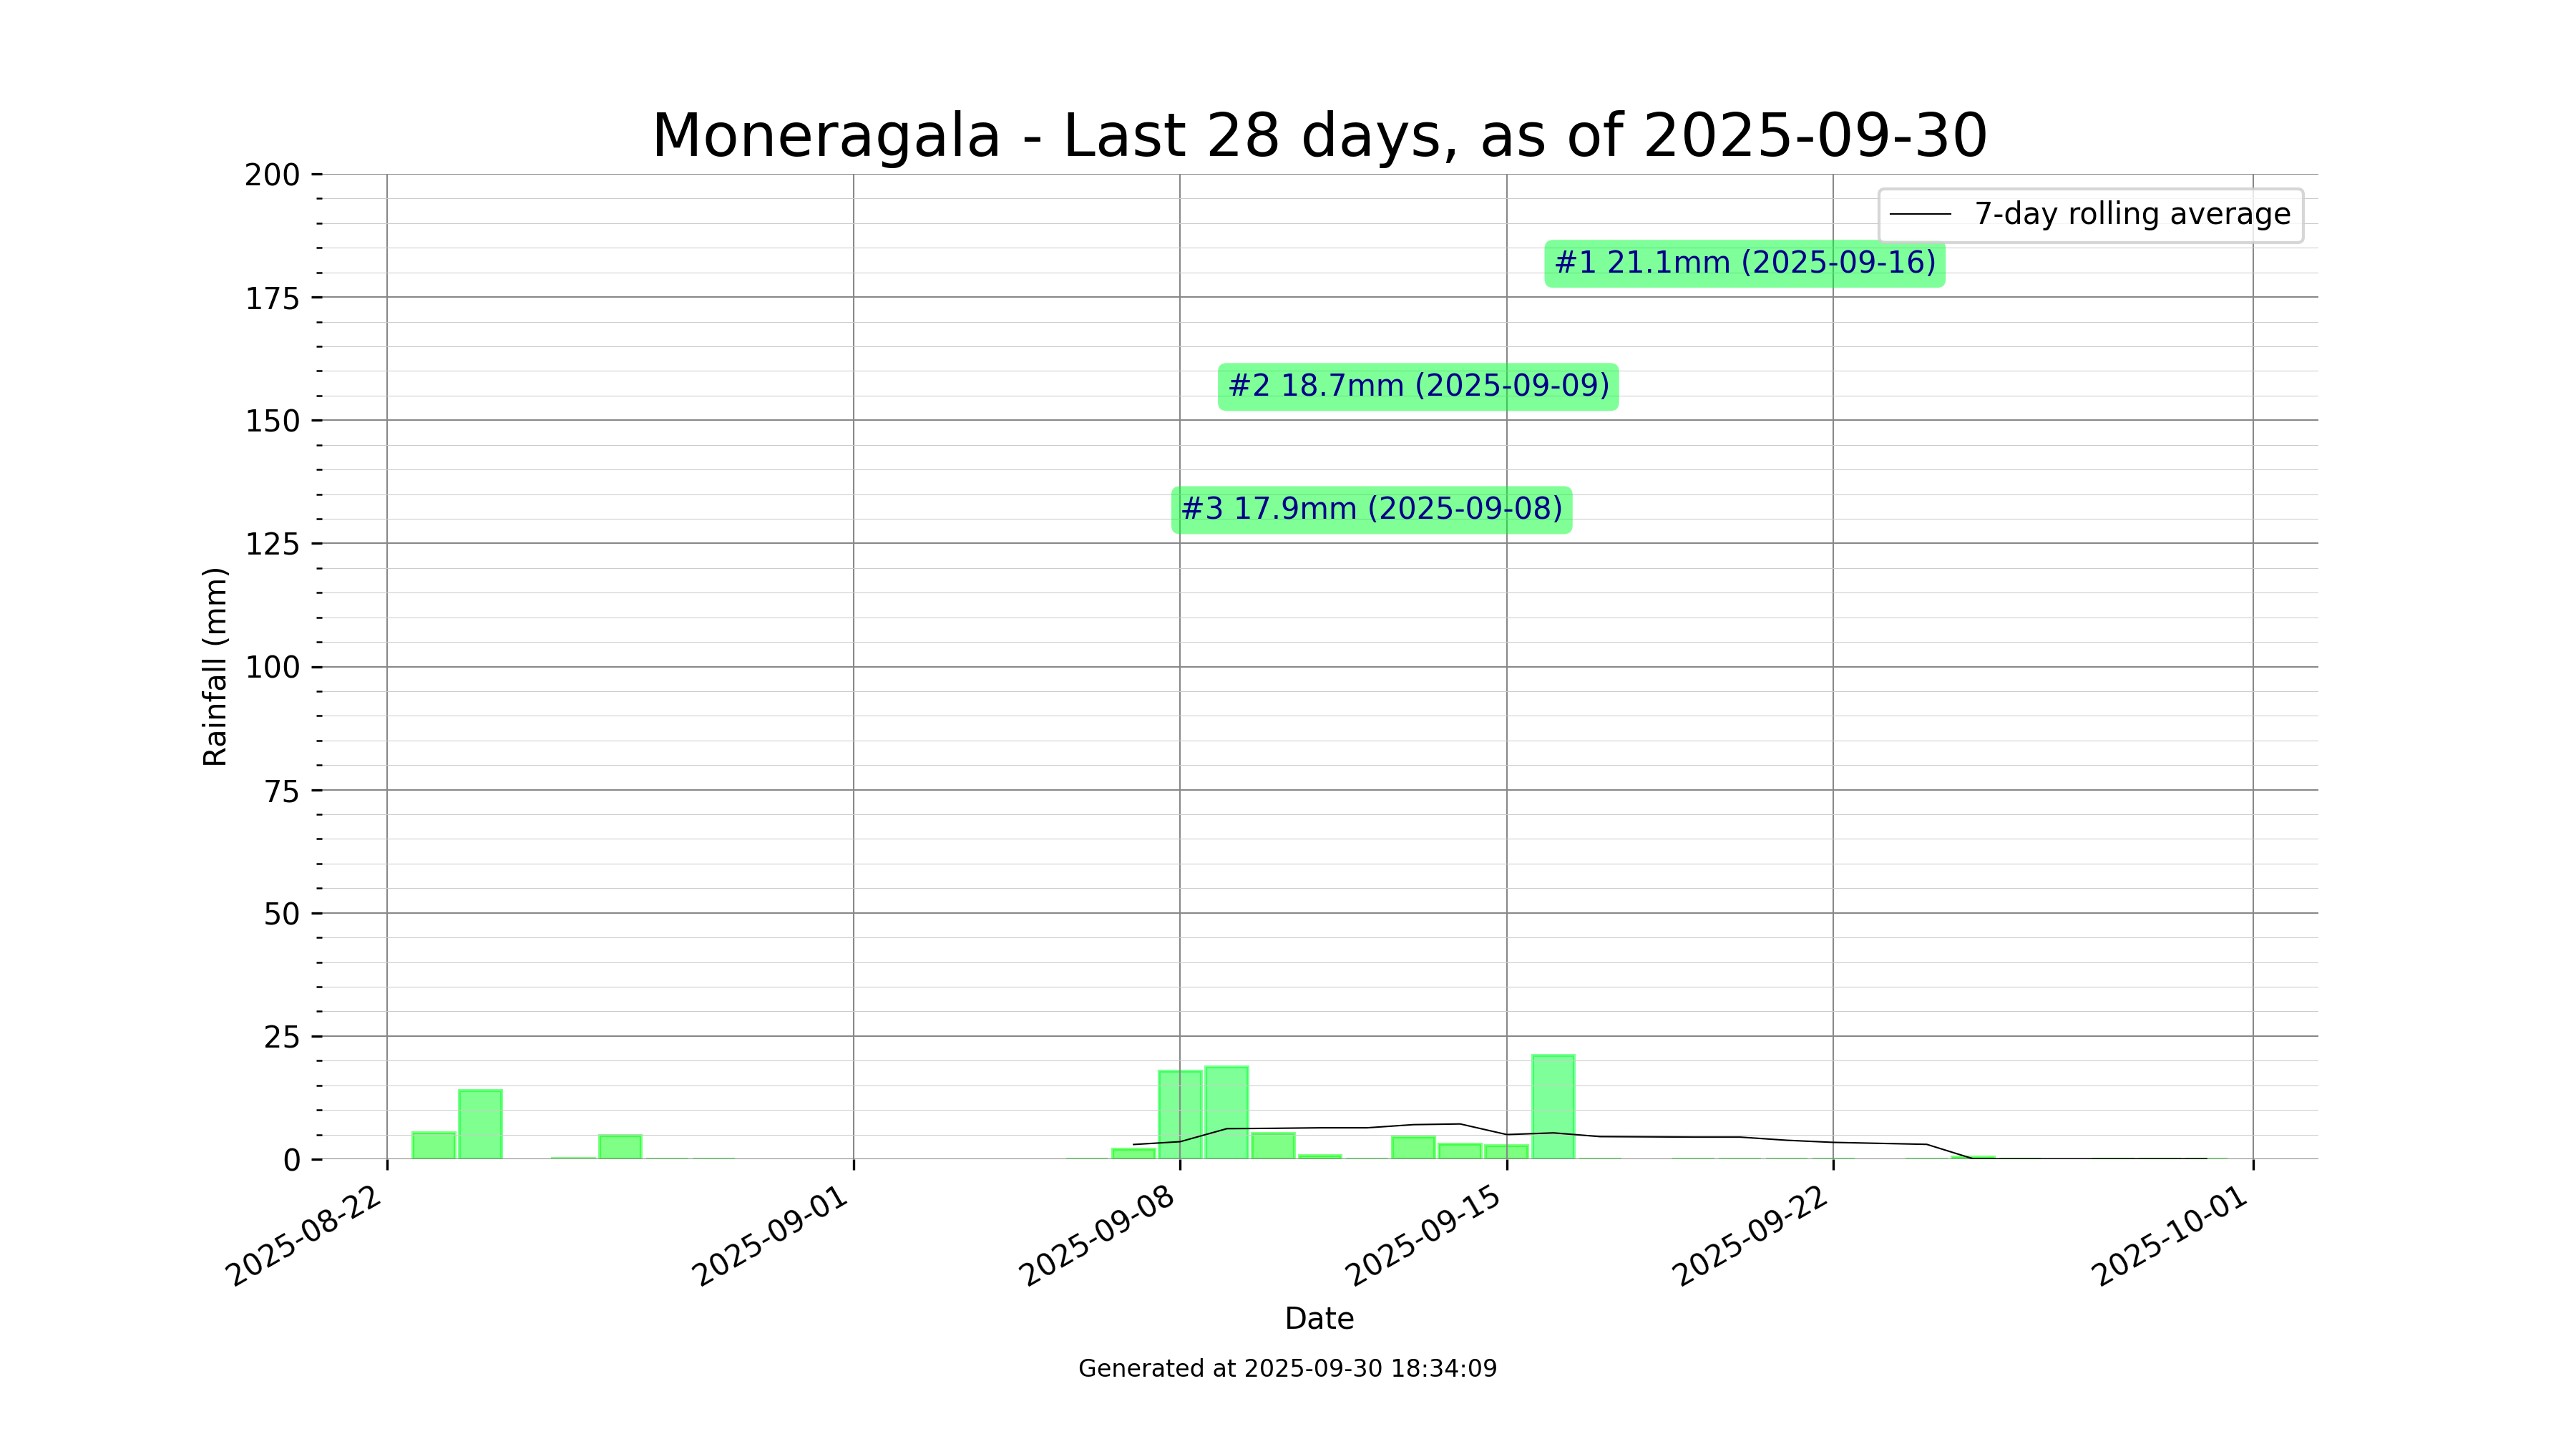 Moneragala - Last 28 days, as of 2025-09-30
200
175
150
125
100
75
50
25
0
Rainfall (mm)
7-day rolling average
#1 21.1mm (2025-09-16)
#2 18.7mm (2025-09-09)
#3 17.9mm (2025-09-08)
2025-08-22
2025-09-01
2025-09-08
2025-09-15
2025-09-22
2025-10-01
Date
Generated at 2025-09-30 18:34:09